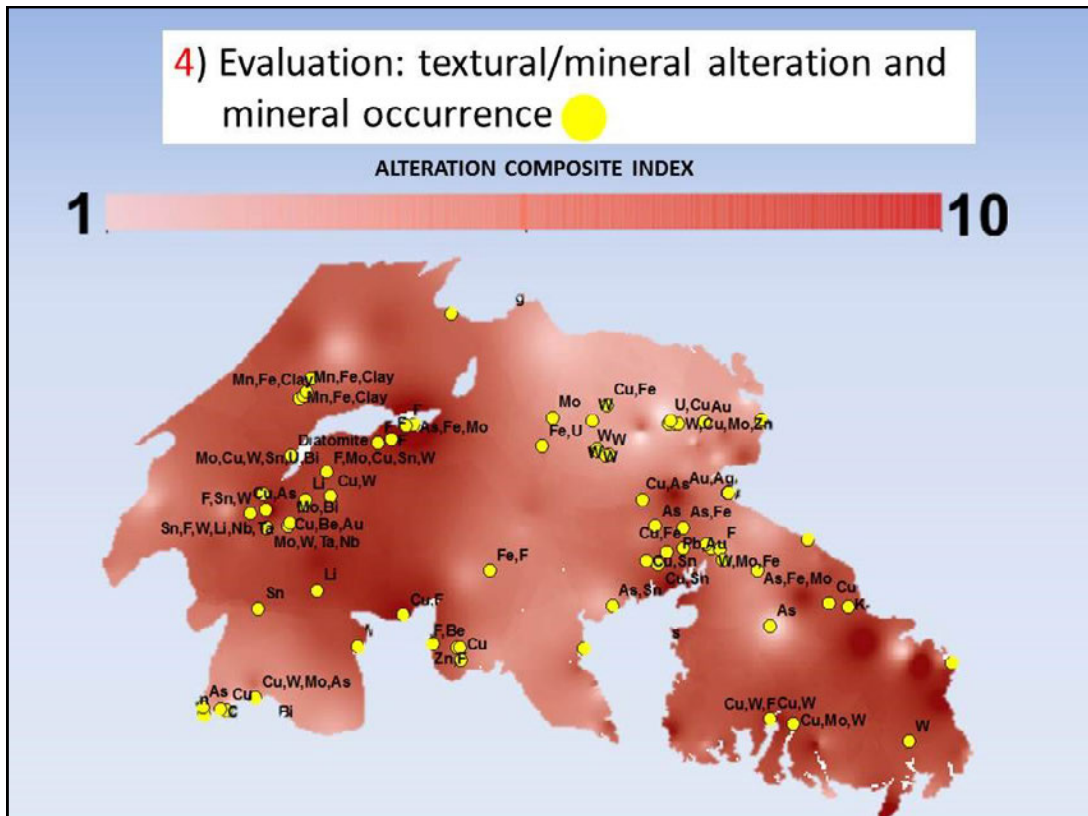 4) Evaluation: textural/mineral alteration and
mineral occurrence
ALTERATION COMPOSITE INDEX
1
10
g
Mn,Fe,Clay
Mn,Fe,Clay
Mn,Fe,Clay
Cu,Fe
Mo
W
U,Cu
Au
F
As,Fe,Mo
W,Cu,Mo,Zn
F
F
Diatomite
Fe,U
W
W
W
W
Mo,Cu,W,Sn,U,Bi
F,Mo,Cu,Sn,W
Au,Ag
Cu,As
Li
Cu,W
F,Sn,W
Cu,As
Mo,Bi
As
As,Fe
Sn,F,W,Li,Nb,Ta
Cu,Be,Au
Cu,Fe
F
Mo,W,Ta,Nb
Pb,Au
Fe,F
Cu,Sn
W,Mo,Fe
Cu,Sn
As,Fe,Mo
Li
Sn
As,Sn
Cu
K
Cu,F
As
F,Be
Cu
s
Zn,F
As
Cu
Cu,W,Mo,As
n
C
Bi
Cu,W,F
Cu,W
Cu,Mo,W
W